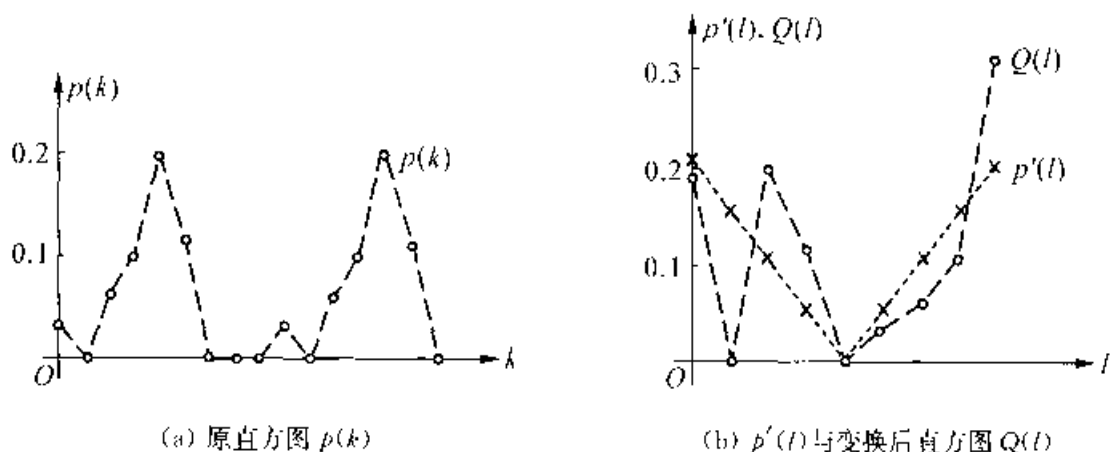 p(k)
0.2
p(k)
0.1
O
k
(a) 原直方图 p(k)
p′(l)、Q(l)
0.3
Q(l)
0.2
p′(l)
0.1
O
l
(b) p′(l)与变换后直方图 Q(l)